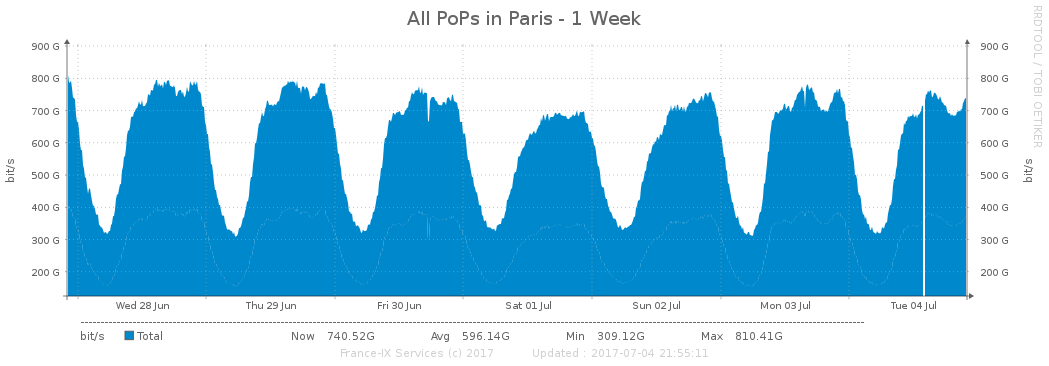 All PoPs in Paris - 1 Week
RRDTOOL / TOBI OETIKER
900 G 900 G
800 G 800 G
700 G 700 G
600 G 600 G
500 G 500 G
400 G 400 G
300 G 300 G
200 G 200 G
bit/s
bit/s
Wed 28 Jun Thu 29 Jun Fri 30 Jun Sat 01 Jul Sun 02 Jul Mon 03 Jul Tue 04 Jul
bit/s Total Now 740.52G Avg 596.14G Min 309.12G Max 810.41G
France-IX Services (c) 2017 Updated : 2017-07-04 21:55:11